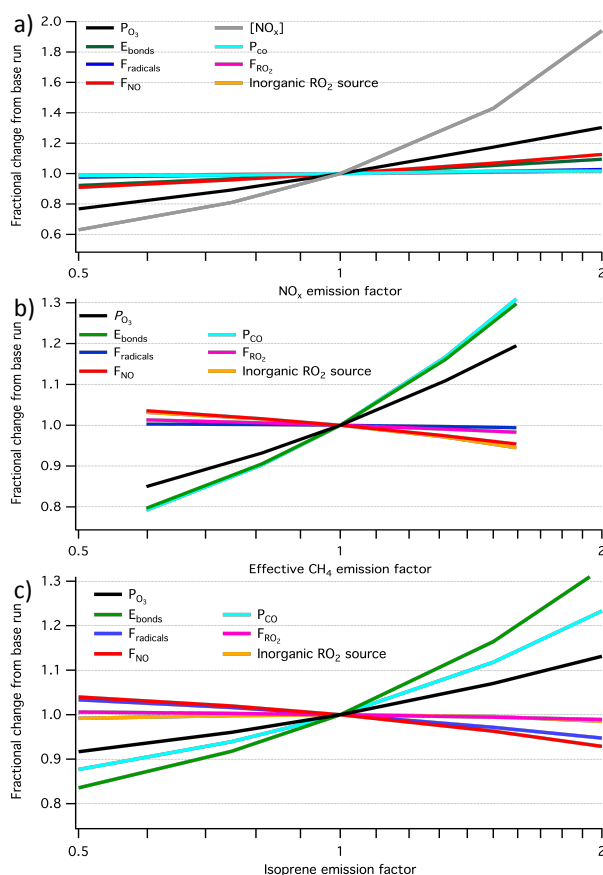 a)
2.0
1.8
1.6
1.4
1.2
1.0
0.8
0.6
Fractional change from base run
P_O3 [NOx]
E_bonds P_co
F_radicals F_RO2
F_NO Inorganic RO2 source
0.5 1 2
NOx emission factor
b)
1.3
1.2
1.1
1.0
0.9
0.8
Fractional change from base run
P_O3
E_bonds P_CO
F_radicals F_RO2
F_NO Inorganic RO2 source
0.5 1 2
Effective CH4 emission factor
c)
1.3
1.2
1.1
1.0
0.9
0.8
Fractional change from base run
P_O3
E_bonds P_CO
F_radicals F_RO2
F_NO Inorganic RO2 source
0.5 1 2
Isoprene emission factor